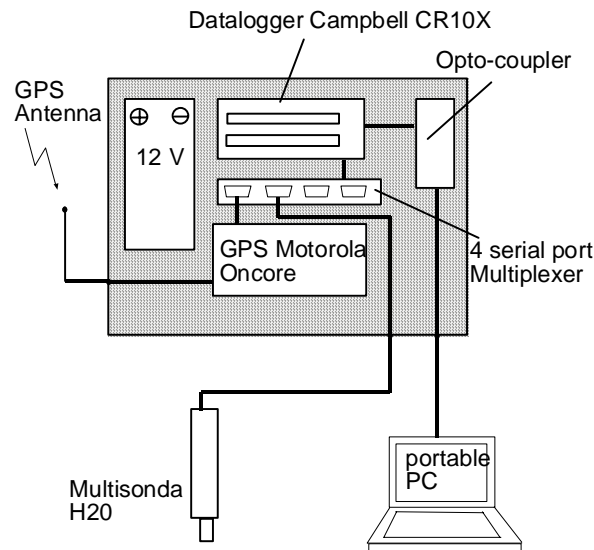 Datalogger Campbell CR10X
Opto-coupler
GPS
Antenna
12 V
GPS Motorola
Oncore
4 serial port
Multiplexer
Multisonda
H20
portable
PC